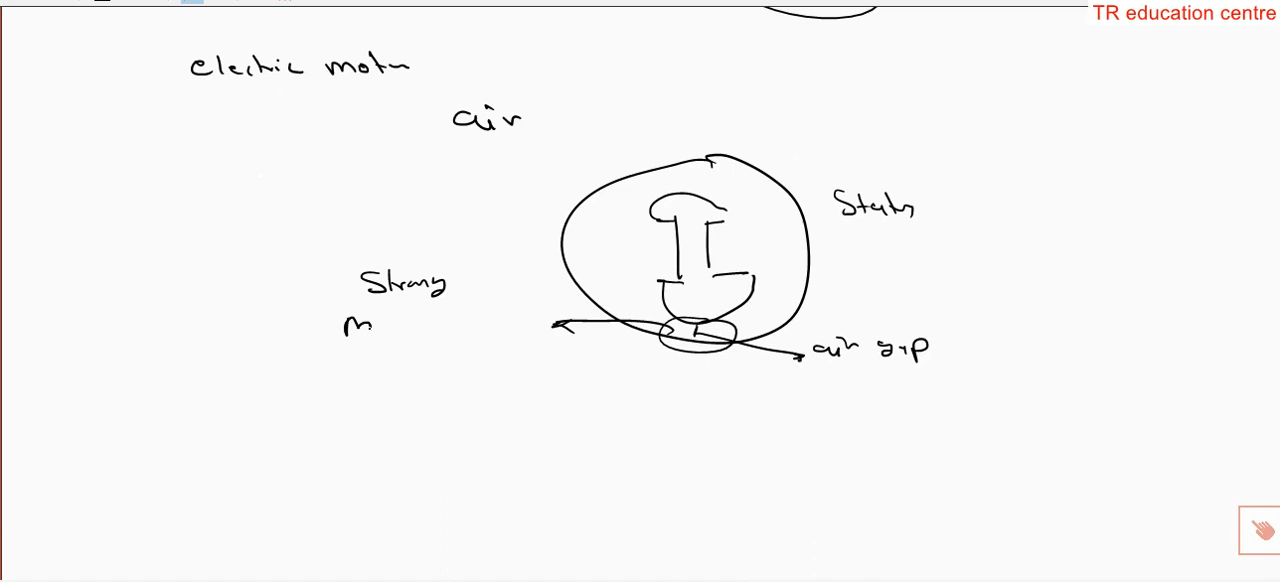 TR education centre
electric motor
air
Stator
Strong
m
air gap